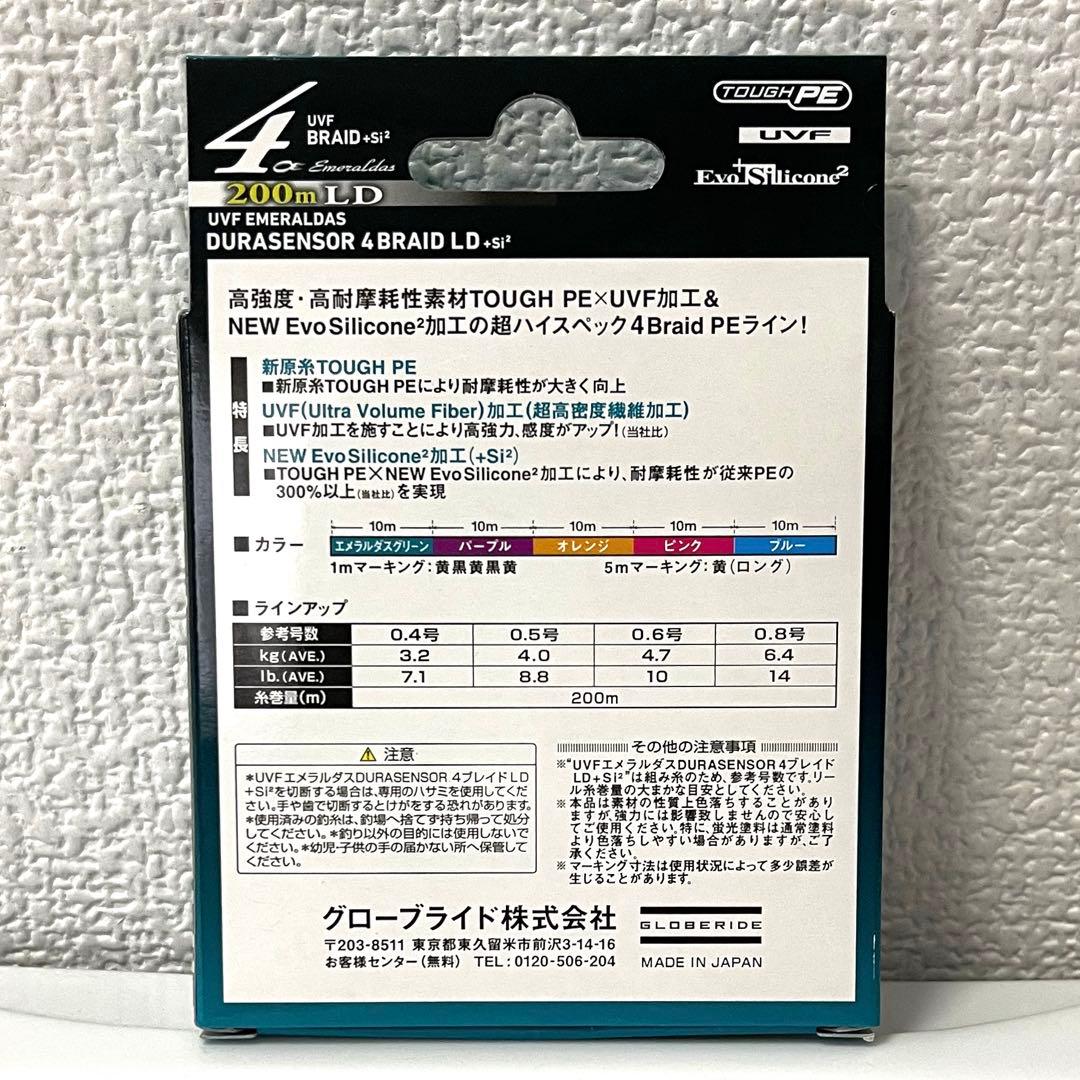 4
UVF
BRAID+Si²
Emeraldas
200m LD
UVF EMERALDAS
DURASENSOR 4BRAID LD+Si²
TOUGH PE
UVF
Evo+Silicone²
高強度・高耐摩耗性素材TOUGH PE×UVF加工&
NEW EvoSilicone²加工の超ハイスペック4Braid PEライン!
特長
新原糸TOUGH PE
■新原糸TOUGH PEにより耐摩耗性が大きく向上
UVF(Ultra Volume Fiber)加工(超高密度繊維加工)
■UVF加工を施すことにより高強力、感度がアップ!(当社比)
NEW EvoSilicone²加工(+Si²)
■TOUGH PE×NEW EvoSilicone²加工により、耐摩耗性が従来PEの
300%以上(当社比)を実現
10m 10m 10m 10m 10m
■カラー エメラルダスグリーン パープル オレンジ ピンク ブルー
1mマーキング:黄黒黄黒黄 5mマーキング:黄(ロング)
■ラインアップ
参考号数 0.4号 0.5号 0.6号 0.8号
kg(AVE.) 3.2 4.0 4.7 6.4
lb.(AVE.) 7.1 8.8 10 14
糸巻量(m) 200m
⚠ 注意
*UVFエメラルダスDURASENSOR 4ブレイドLD
+Si²を切断する場合は、専用のハサミを使用してくだ
さい。手や歯で切断するとけがをする恐れがあります。
*使用済みの釣糸は、釣場へ捨てず持ち帰って処分
してください。*釣り以外の目的には使用しないで
ください。*幼児・子供の手の届かない所へ保管して
ください。
その他の注意事項
※"UVFエメラルダスDURASENSOR 4ブレイド
LD+Si²"は組み糸のため、参考号数です。リー
ル糸巻量の大まかな目安としてください。
※本品は素材の性質上色落ちすることがあり
ますが、強力には影響致しませんので安心し
てご使用ください。特に、蛍光塗料は通常塗料
より色落ちしやすい場合がありますが、ご了
承ください。
※マーキング寸法は使用状況によって多少誤差が
生じることがあります。
グローブライド株式会社
〒203-8511 東京都東久留米市前沢3-14-16
お客様センター(無料) TEL:0120-506-204
GLOBERIDE
MADE IN JAPAN